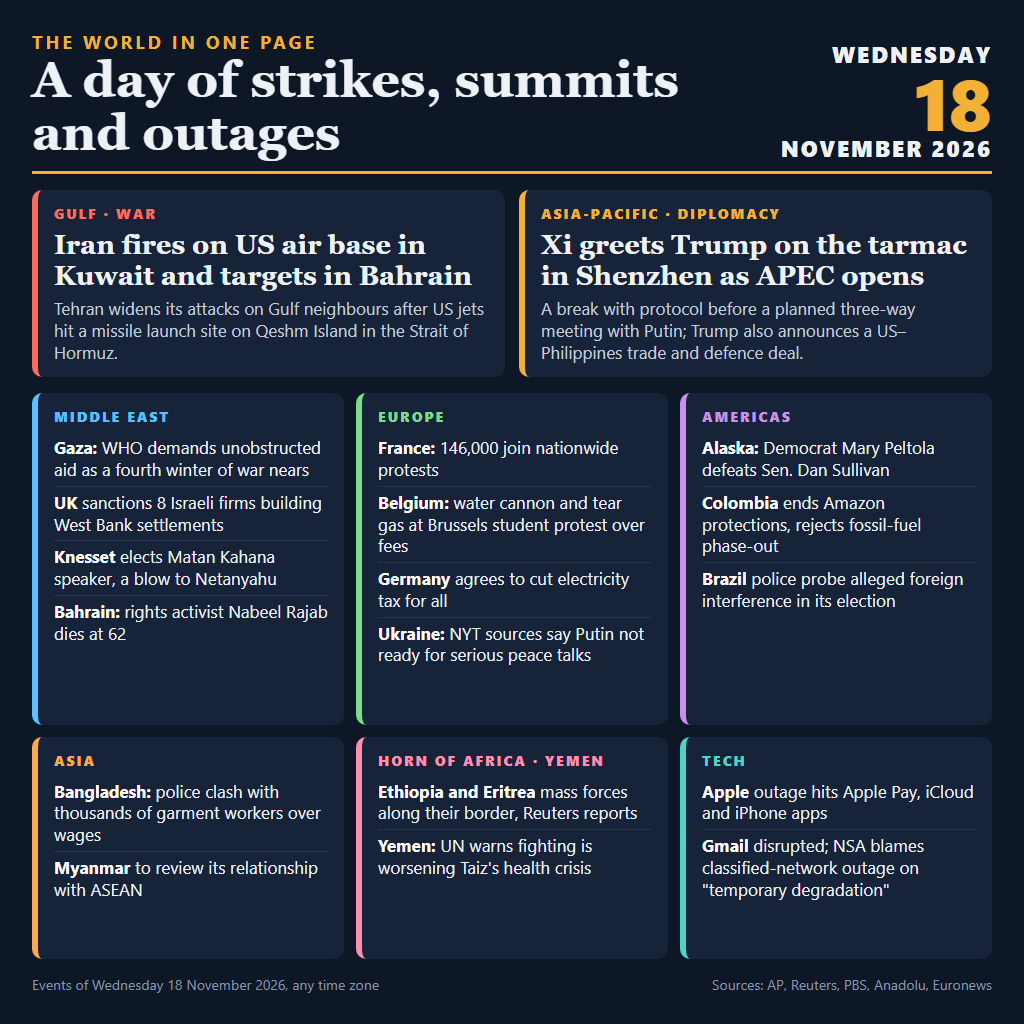 THE WORLD IN ONE PAGE
A day of strikes, summits
and outages
WEDNESDAY
18
NOVEMBER 2026
GULF · WAR
Iran fires on US air base in
Kuwait and targets in Bahrain
Tehran widens its attacks on Gulf neighbours after US jets
hit a missile launch site on Qeshm Island in the Strait of
Hormuz.
ASIA-PACIFIC · DIPLOMACY
Xi greets Trump on the tarmac
in Shenzhen as APEC opens
A break with protocol before a planned three-way
meeting with Putin; Trump also announces a US–
Philippines trade and defence deal.
MIDDLE EAST
Gaza: WHO demands unobstructed
aid as a fourth winter of war nears
UK sanctions 8 Israeli firms building
West Bank settlements
Knesset elects Matan Kahana
speaker, a blow to Netanyahu
Bahrain: rights activist Nabeel Rajab
dies at 62
EUROPE
France: 146,000 join nationwide
protests
Belgium: water cannon and tear
gas at Brussels student protest over
fees
Germany agrees to cut electricity
tax for all
Ukraine: NYT sources say Putin not
ready for serious peace talks
AMERICAS
Alaska: Democrat Mary Peltola
defeats Sen. Dan Sullivan
Colombia ends Amazon
protections, rejects fossil-fuel
phase-out
Brazil police probe alleged foreign
interference in its election
ASIA
Bangladesh: police clash with
thousands of garment workers over
wages
Myanmar to review its relationship
with ASEAN
HORN OF AFRICA · YEMEN
Ethiopia and Eritrea mass forces
along their border, Reuters reports
Yemen: UN warns fighting is
worsening Taiz's health crisis
TECH
Apple outage hits Apple Pay, iCloud
and iPhone apps
Gmail disrupted; NSA blames
classified-network outage on
"temporary degradation"
Events of Wednesday 18 November 2026, any time zone
Sources: AP, Reuters, PBS, Anadolu, Euronews